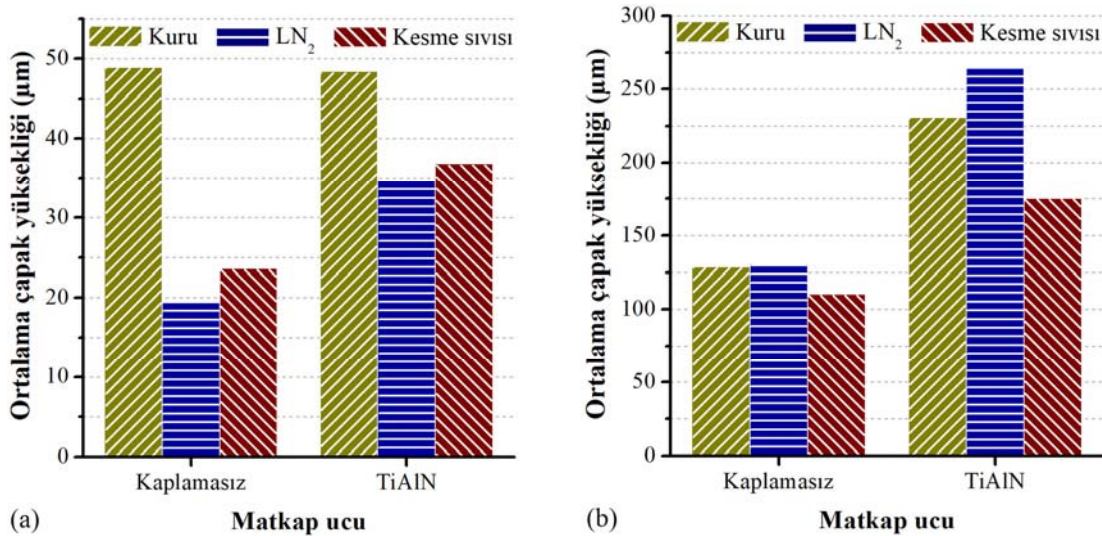 Ortalama çapak yüksekliği (µm)
50
40
30
20
10
0
Kuru LN2 Kesme sıvısı
Kaplamasız TiAlN
Matkap ucu
(a)
Ortalama çapak yüksekliği (µm)
300
250
200
150
100
50
0
Kuru LN2 Kesme sıvısı
Kaplamasız TiAlN
Matkap ucu
(b)